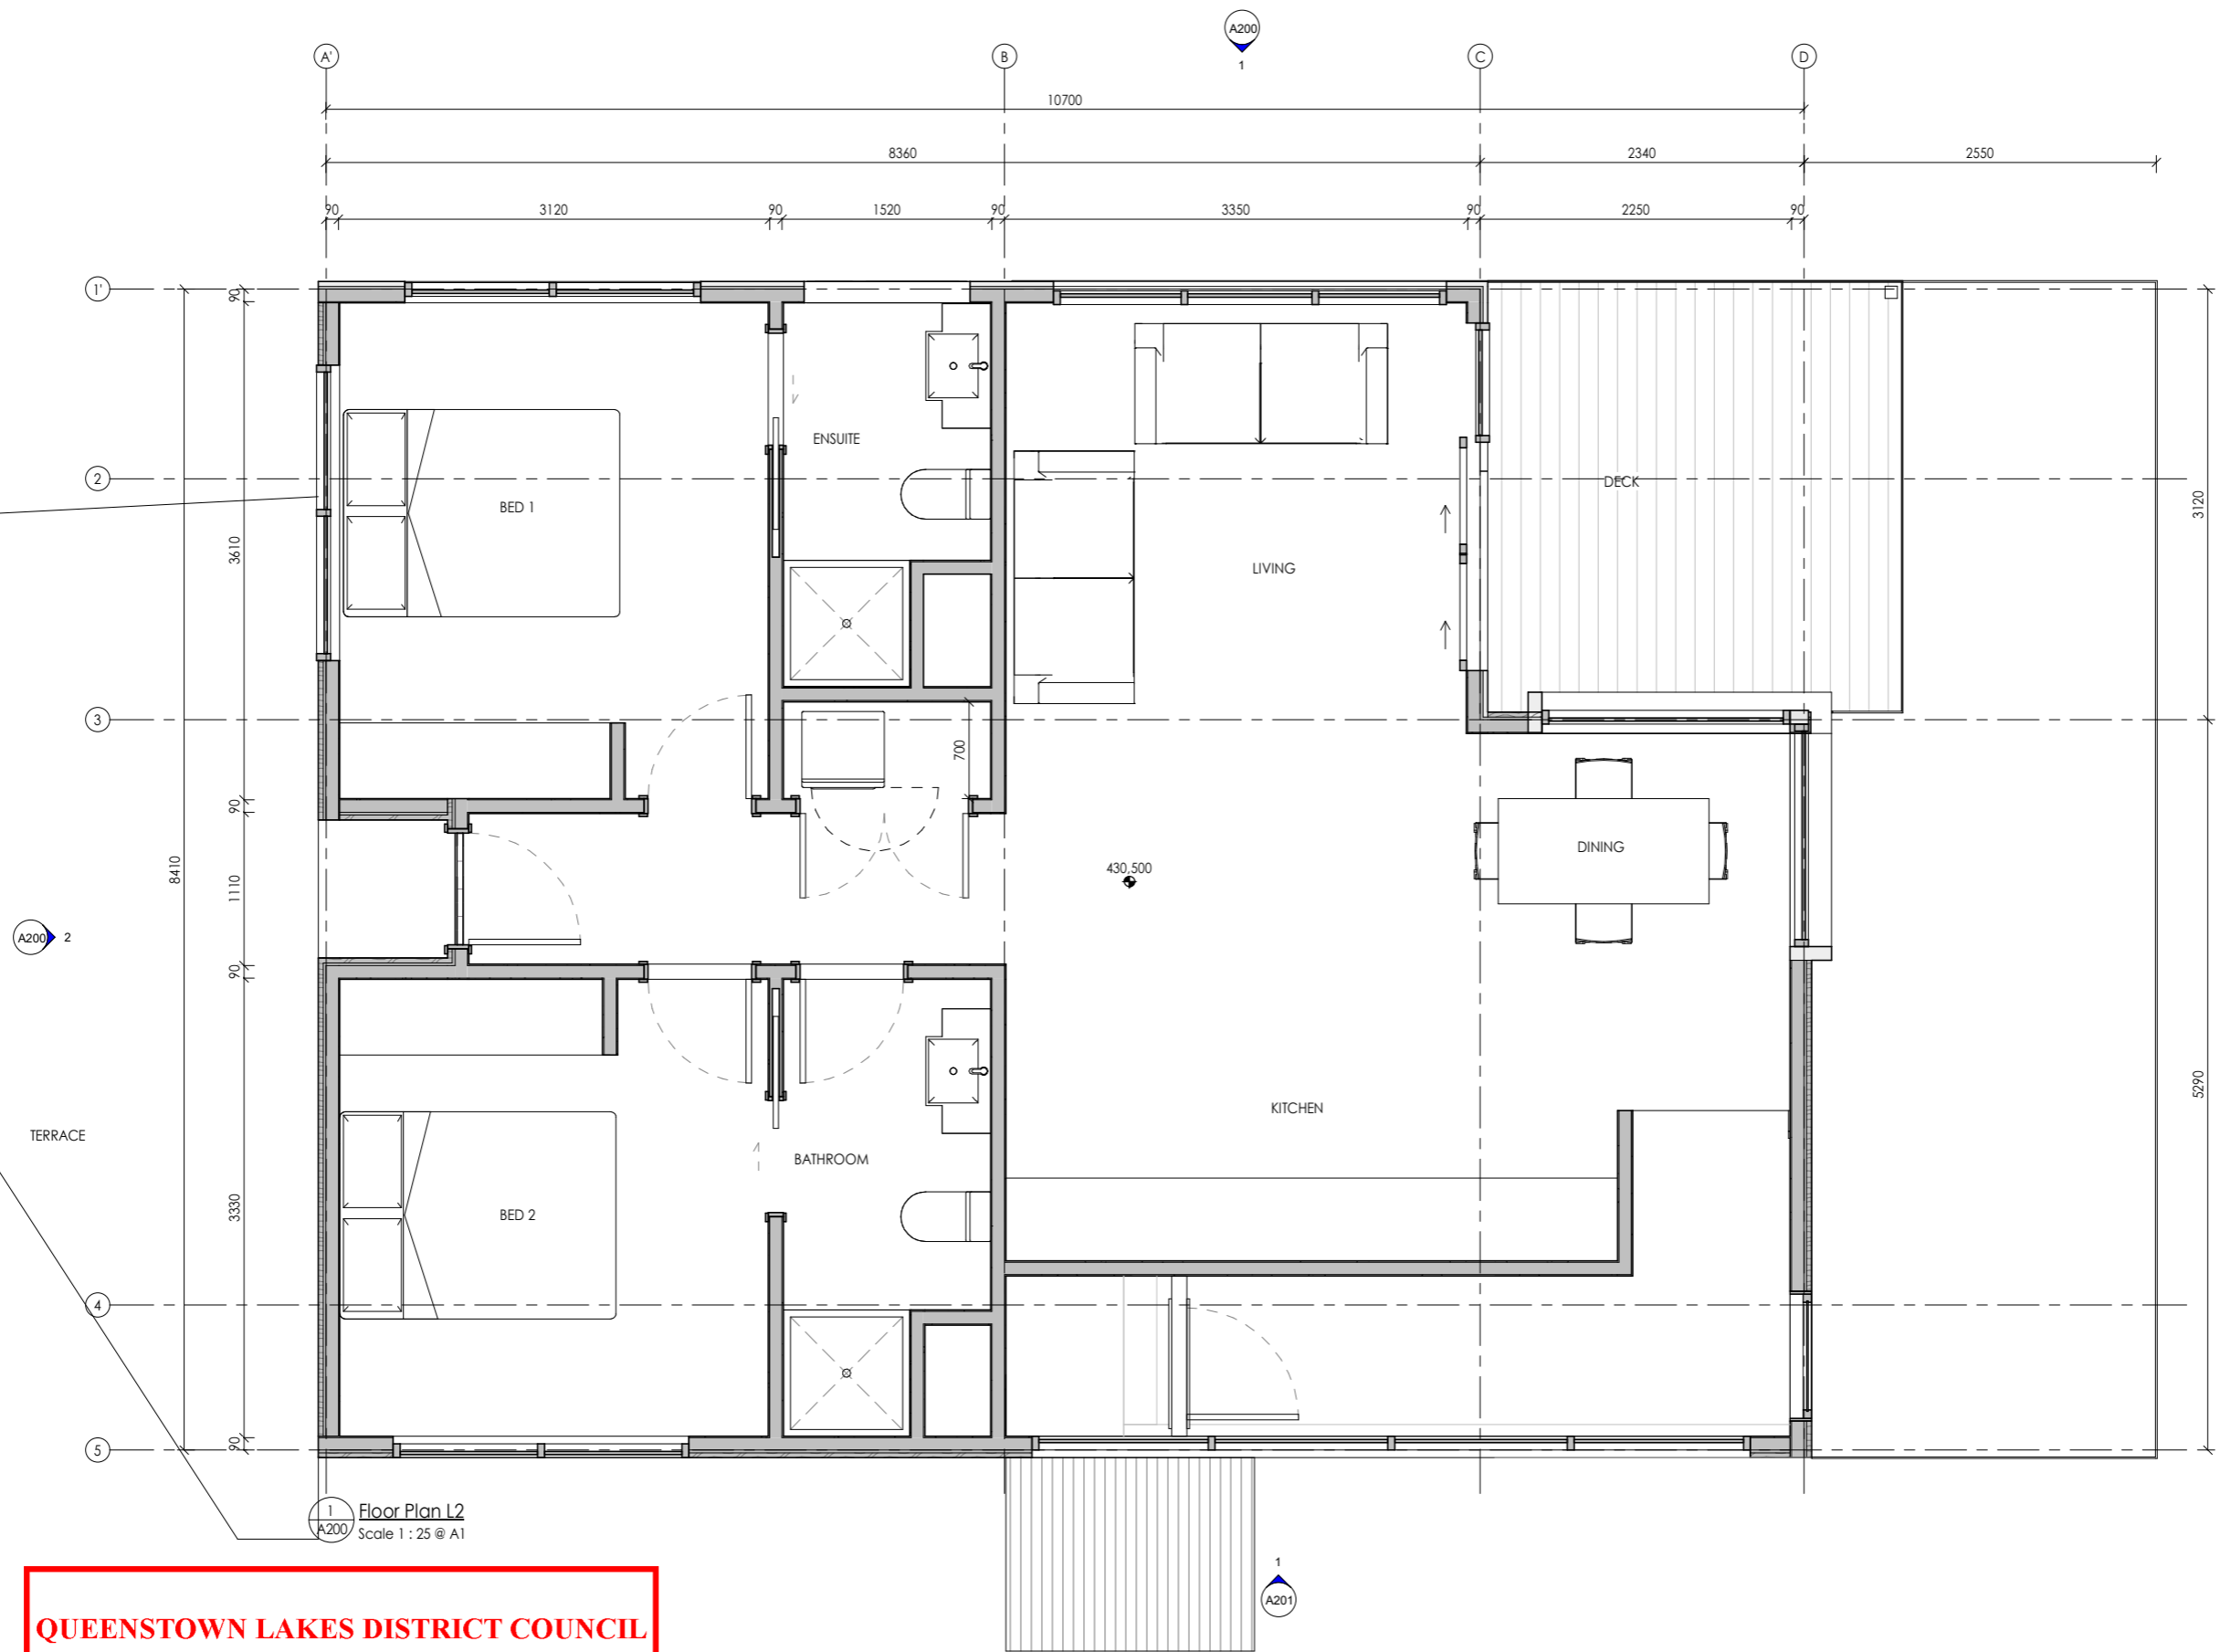 A200
1
A'
B
C
D
10700
8360
2340
2550
90
3120
90
1520
90
3350
90
2250
90
1'
2
3
4
5
90
3610
90
1110
90
3330
90
8410
3120
5290
700
BED 1
ENSUITE
LIVING
DECK
DINING
430,500
KITCHEN
BED 2
BATHROOM
TERRACE
A200
2
1
A200
Floor Plan L2
Scale 1 : 25 @ A1
1
A201
QUEENSTOWN LAKES DISTRICT COUNCIL